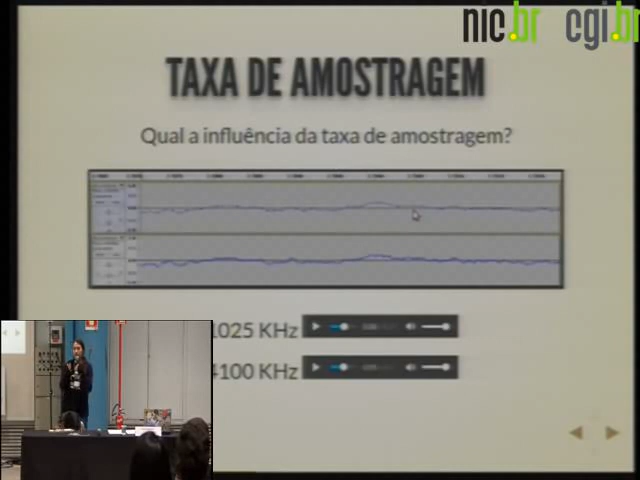 nic.br cgi.br
TAXA DE AMOSTRAGEM
Qual a influência da taxa de amostragem?
1025 KHz
4100 KHz